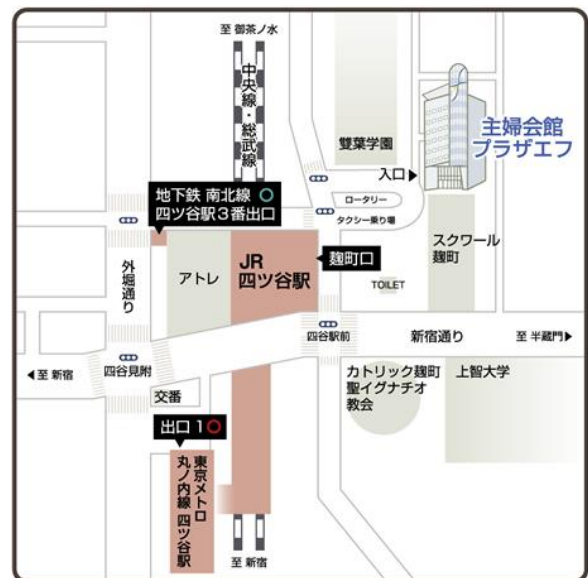 至 御茶ノ水
中央線・総武線
雙葉学園
主婦会館
プラザエフ
入口
ロータリー
タクシー乗り場
地下鉄 南北線
四ツ谷駅3番出口
外堀通り
アトレ
JR
四ツ谷駅
麹町口
スクワール
麹町
TOILET
四谷駅前
新宿通り
至 半蔵門
至 新宿
四谷見附
交番
カトリック麹町
聖イグナチオ
教会
上智大学
出口 1
東京メトロ
丸ノ内線 四ツ谷駅
至 新宿